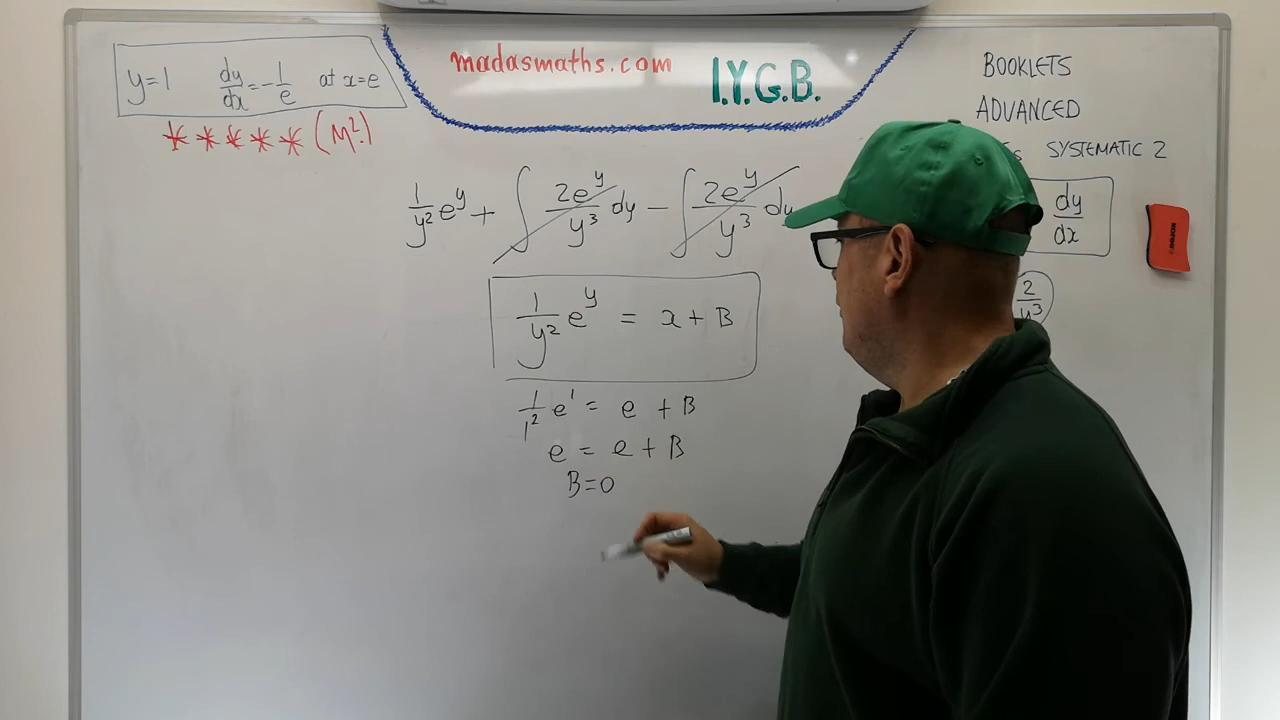 y=1 dy/dx=-1/e at x=e
* * * * * (M2!)
madasmaths.com
I.Y.G.B.
BOOKLETS
ADVANCED
SYSTEMATIC 2
dy/dx
2/y³
1/y² e^y + ∫ 2e^y/y³ dy - ∫ 2e^y/y³ dy
1/y² e^y = x + B
1/1² e¹ = e + B
e = e + B
B=0